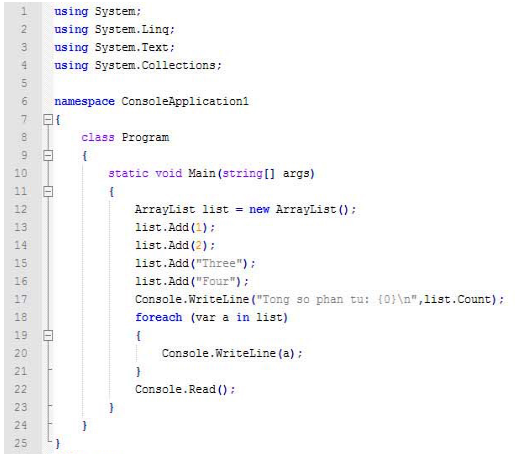 1 using System;
2 using System.Linq;
3 using System.Text;
4 using System.Collections;
5
6 namespace ConsoleApplication1
7 {
8 class Program
9 {
10 static void Main(string[] args)
11 {
12 ArrayList list = new ArrayList();
13 list.Add(1);
14 list.Add(2);
15 list.Add("Three");
16 list.Add("Four");
17 Console.WriteLine("Tong so phan tu: {0}\n",list.Count);
18 foreach (var a in list)
19 {
20 Console.WriteLine(a);
21 }
22 Console.Read();
23 }
24 }
25 }